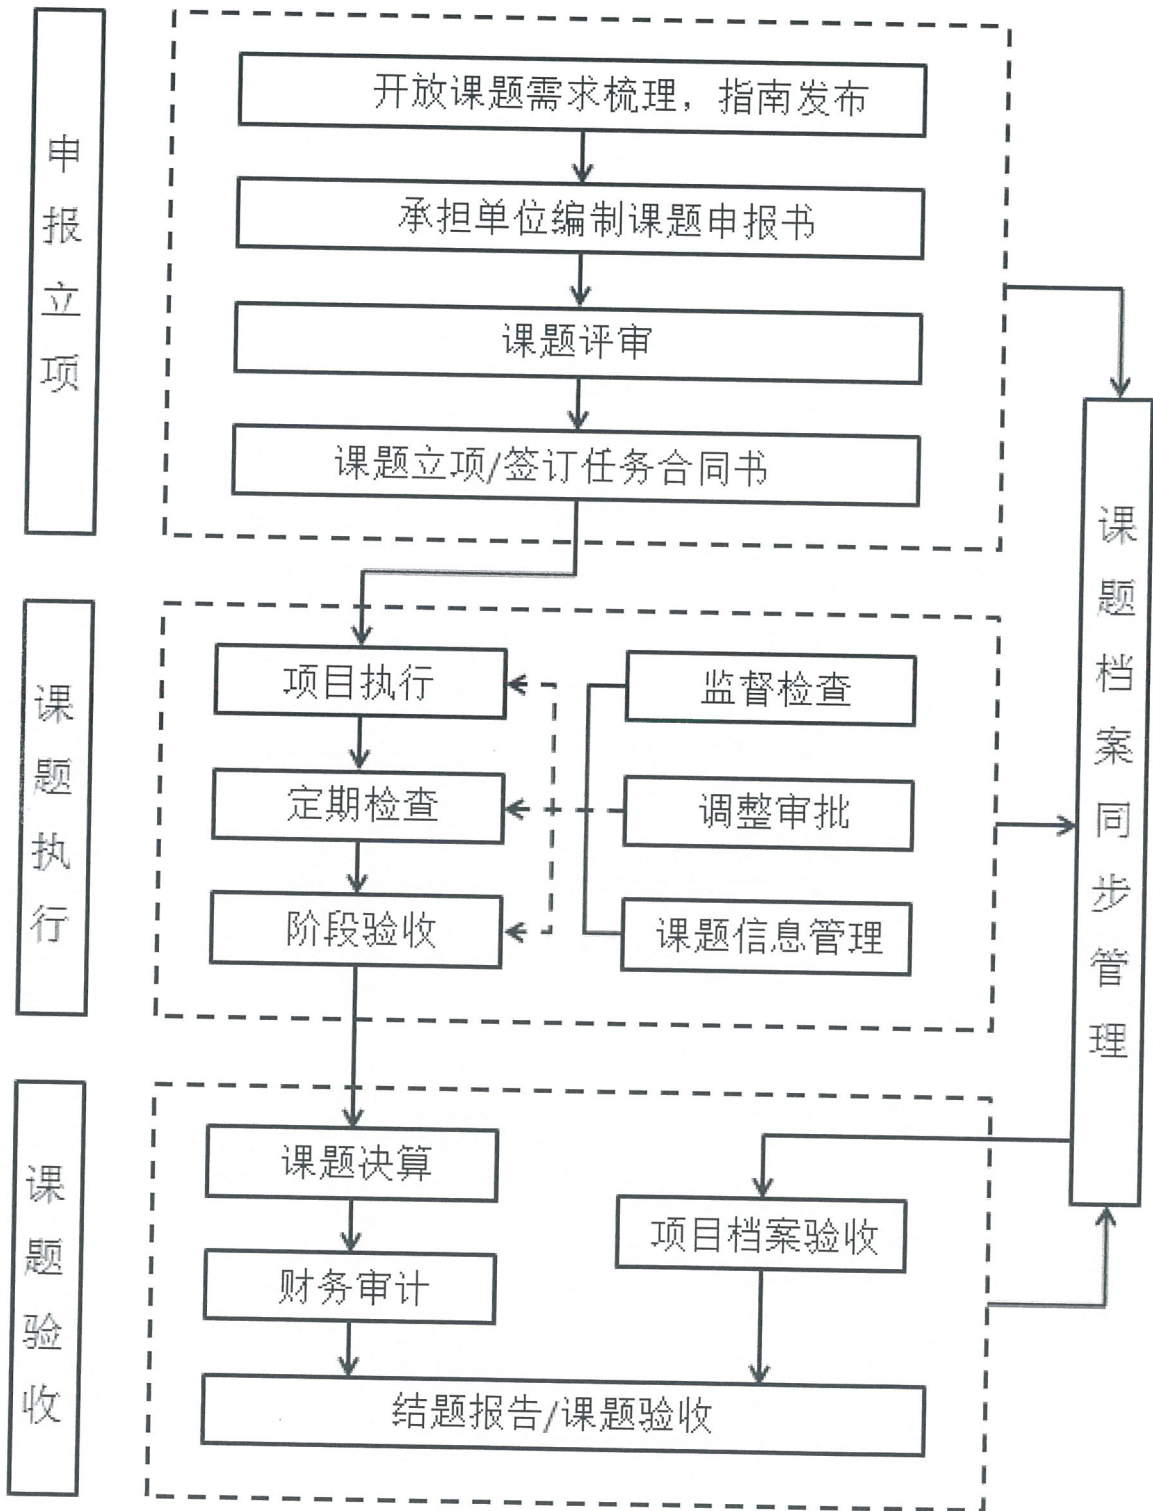 申报立项
开放课题需求梳理，指南发布
承担单位编制课题申报书
课题评审
课题立项/签订任务合同书
课题执行
项目执行
监督检查
定期检查
调整审批
阶段验收
课题信息管理
课题档案同步管理
课题验收
课题决算
项目档案验收
财务审计
结题报告/课题验收